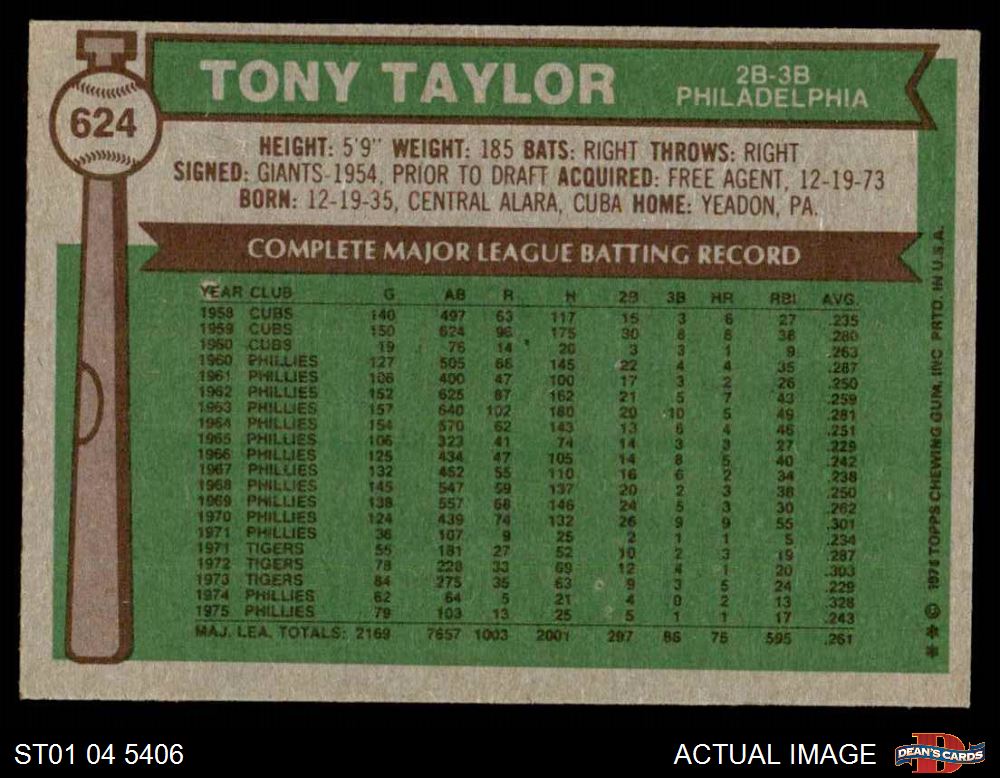 624
TONY TAYLOR
2B-3B
PHILADELPHIA
HEIGHT: 5'9" WEIGHT: 185 BATS: RIGHT THROWS: RIGHT
SIGNED: GIANTS-1954, PRIOR TO DRAFT ACQUIRED: FREE AGENT, 12-19-73
BORN: 12-19-35, CENTRAL ALARA, CUBA HOME: YEADON, PA.
COMPLETE MAJOR LEAGUE BATTING RECORD
YEAR CLUB G AB R H 2B 3B HR RBI AVG.
1958 CUBS 140 497 63 117 15 3 6 27 .235
1959 CUBS 150 624 96 175 30 8 8 38 .280
1960 CUBS 19 76 14 20 3 3 1 9 .263
1960 PHILLIES 127 505 66 145 22 4 4 35 .287
1961 PHILLIES 106 400 47 100 17 3 2 26 .250
1962 PHILLIES 152 625 87 162 21 5 7 43 .259
1963 PHILLIES 157 640 102 180 20 10 5 49 .281
1964 PHILLIES 154 570 62 143 13 6 4 46 .251
1965 PHILLIES 106 323 41 74 14 3 3 27 .229
1966 PHILLIES 125 434 47 105 14 8 5 40 .242
1967 PHILLIES 132 462 55 110 16 6 2 34 .238
1968 PHILLIES 145 547 59 137 20 2 3 38 .250
1969 PHILLIES 138 557 68 146 24 5 3 30 .262
1970 PHILLIES 124 439 74 132 26 9 9 55 .301
1971 PHILLIES 36 107 9 25 2 1 1 5 .234
1971 TIGERS 55 181 27 52 10 2 3 19 .287
1972 TIGERS 78 228 33 69 12 4 1 20 .303
1973 TIGERS 84 275 35 63 9 3 5 24 .229
1974 PHILLIES 62 64 5 21 4 0 2 13 .328
1975 PHILLIES 79 103 13 25 5 1 1 17 .243
MAJ. LEA. TOTALS: 2169 7657 1003 2001 297 86 75 595 .261
* * © 1976 TOPPS CHEWING GUM, INC PRTD. IN U.S.A.
ST01 04 5406
ACTUAL IMAGE
DEAN'S CARDS